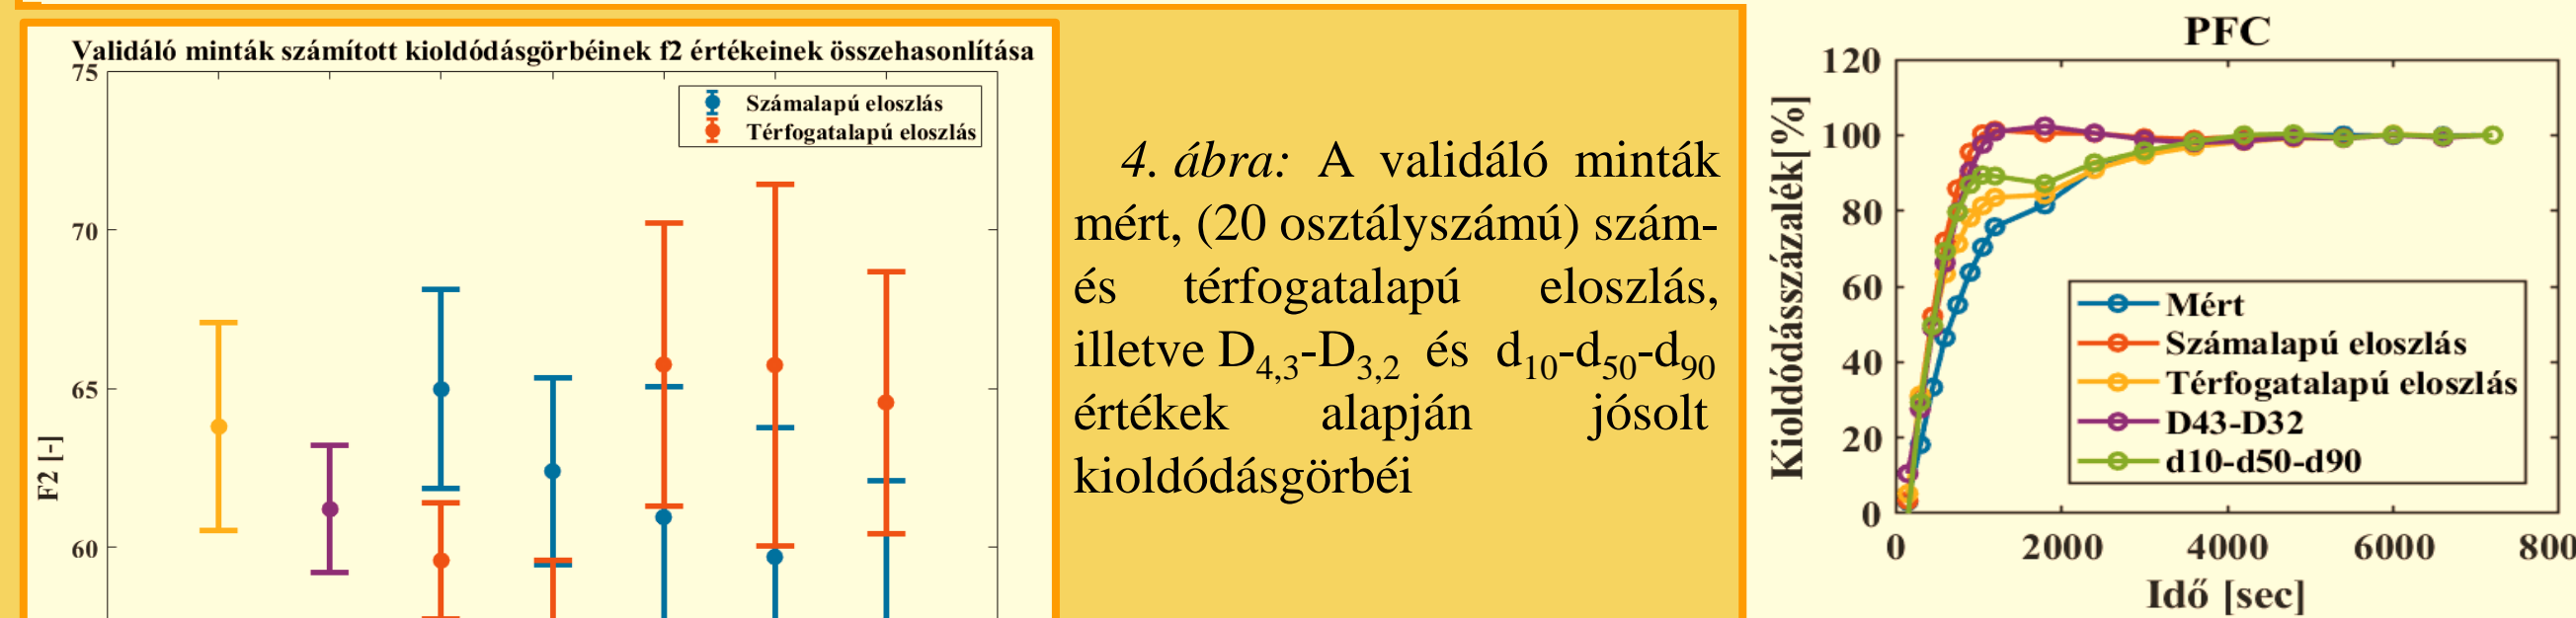 Validáló minták számított kioldódásgörbéinek f2 értékeinek összehasonlítása
75
Számalapú eloszlás
Térfogatalapú eloszlás
70
65
F2 [-]
60
4. ábra: A validáló minták
mért, (20 osztályszámú) szám-
és térfogatalapú eloszlás,
illetve D4,3-D3,2 és d10-d50-d90
értékek alapján jósolt
kioldódásgörbéi
PFC
120
100
80
60
40
20
0
Kioldódásszázalék[%]
Mért
Számalapú eloszlás
Térfogatalapú eloszlás
D43-D32
d10-d50-d90
0 2000 4000 6000 800
Idő [sec]